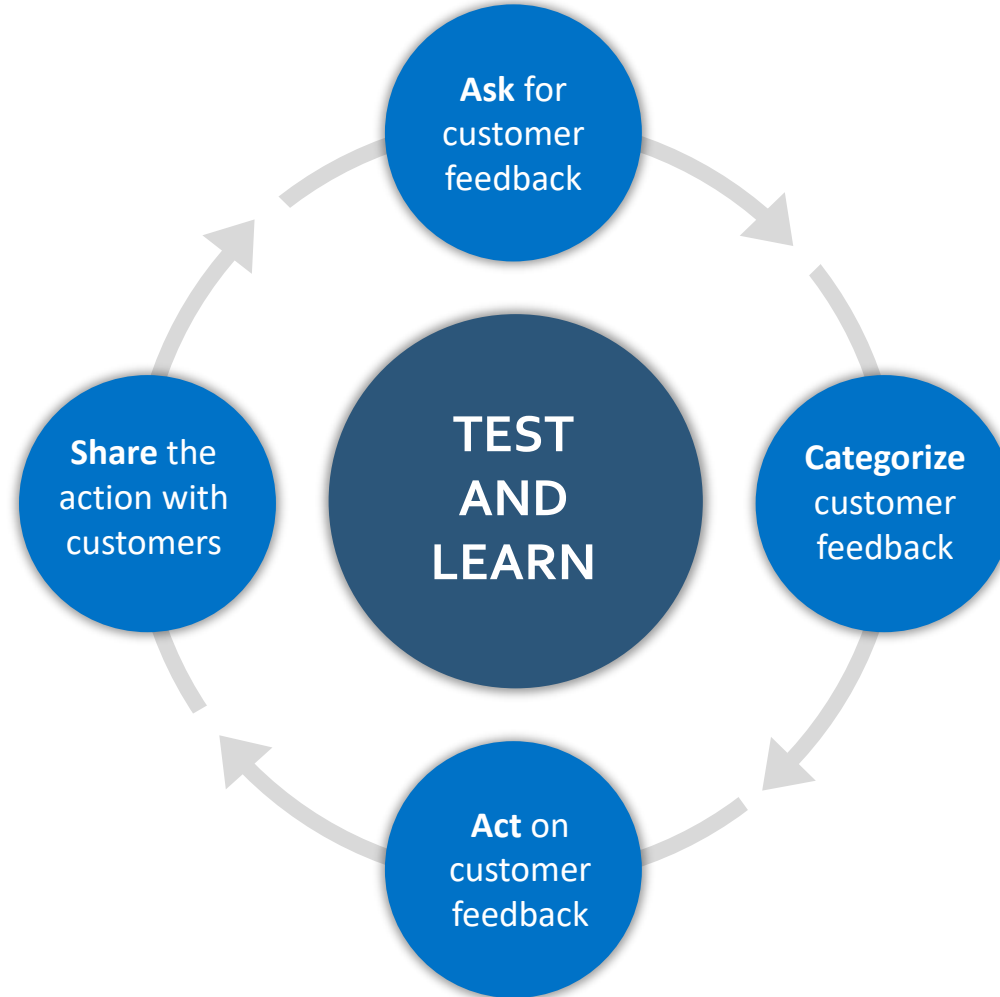 Ask for
customer
feedback
Categorize
customer
feedback
Act on
customer
feedback
Share the
action with
customers
TEST
AND
LEARN